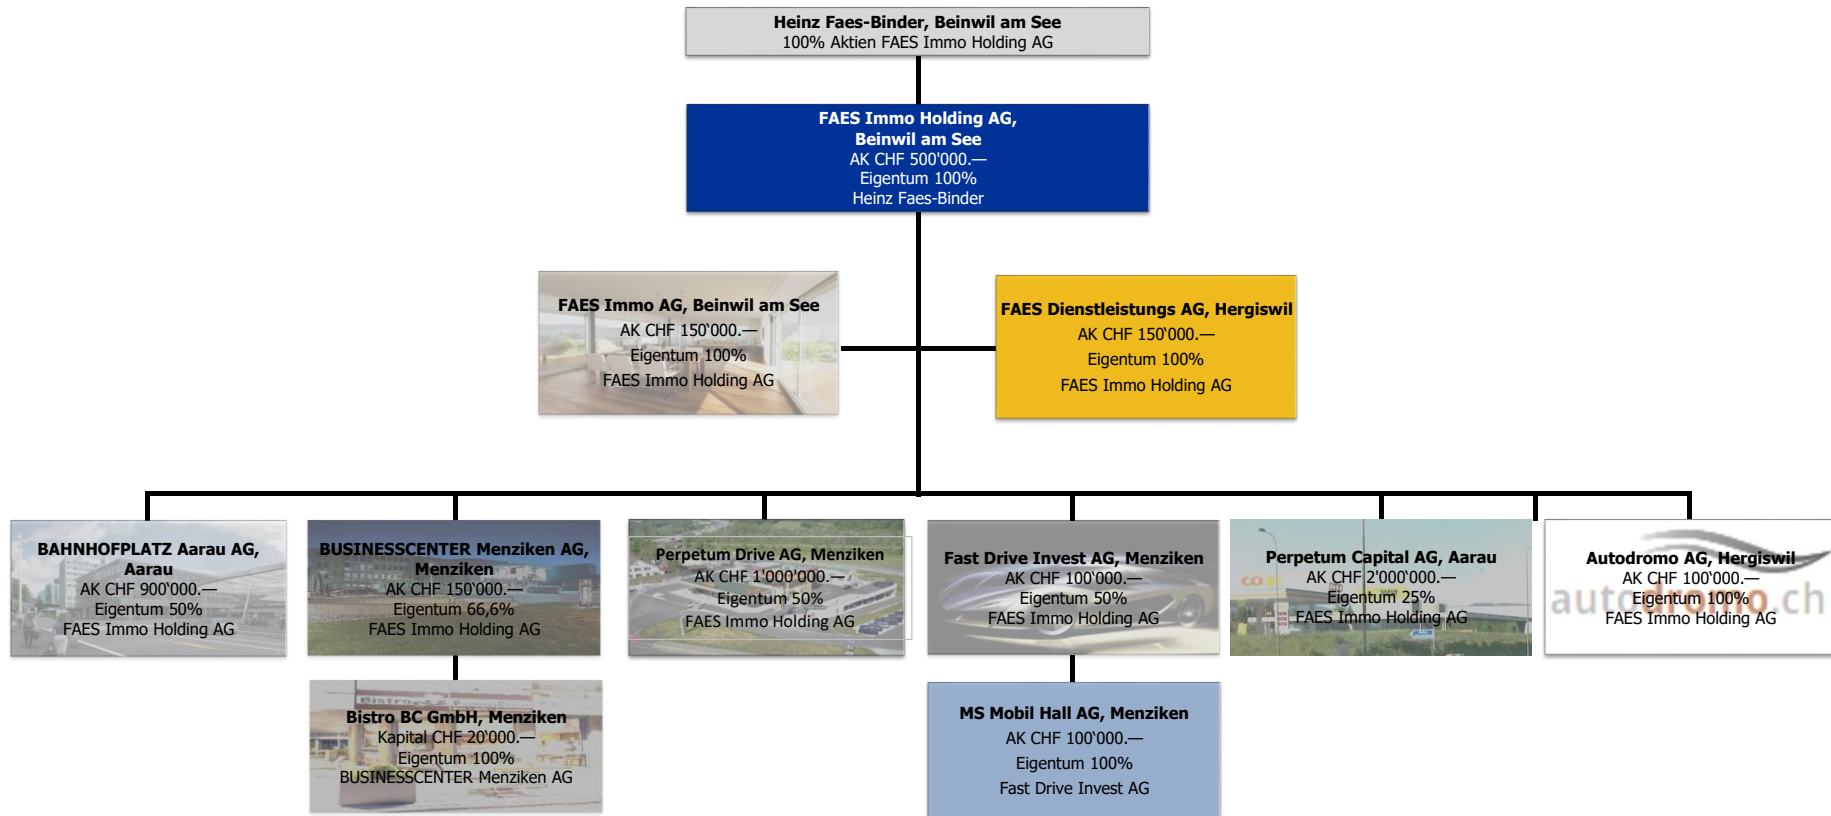 Heinz Faes-Binder, Beinwil am See
100% Aktien FAES Immo Holding AG
FAES Immo Holding AG,
Beinwil am See
AK CHF 500'000.—
Eigentum 100%
Heinz Faes-Binder
FAES Immo AG, Beinwil am See
AK CHF 150‘000.—
Eigentum 100%
FAES Immo Holding AG
FAES Dienstleistungs AG, Hergiswil
AK CHF 150‘000.—
Eigentum 100%
FAES Immo Holding AG
BAHNHOFPLATZ Aarau AG,
Aarau
AK CHF 900‘000.—
Eigentum 50%
FAES Immo Holding AG
BUSINESSCENTER Menziken AG,
Menziken
AK CHF 150‘000.—
Eigentum 66,6%
FAES Immo Holding AG
Perpetum Drive AG, Menziken
AK CHF 1'000'000.—
Eigentum 50%
FAES Immo Holding AG
Fast Drive Invest AG, Menziken
AK CHF 100‘000.—
Eigentum 50%
FAES Immo Holding AG
Perpetum Capital AG, Aarau
AK CHF 2‘000‘000.—
Eigentum 25%
FAES Immo Holding AG
Autodromo AG, Hergiswil
AK CHF 100‘000.—
Eigentum 100%
FAES Immo Holding AG
autodromo.ch
Bistro
Bistro BC GmbH, Menziken
Kapital CHF 20‘000.—
Eigentum 100%
BUSINESSCENTER Menziken AG
MS Mobil Hall AG, Menziken
AK CHF 100‘000.—
Eigentum 100%
Fast Drive Invest AG